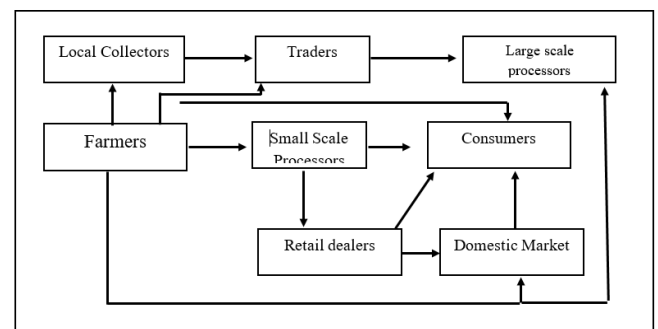 Local Collectors
Traders
Large scale
processors
Farmers
Small Scale
Processors
Consumers
Retail dealers
Domestic Market